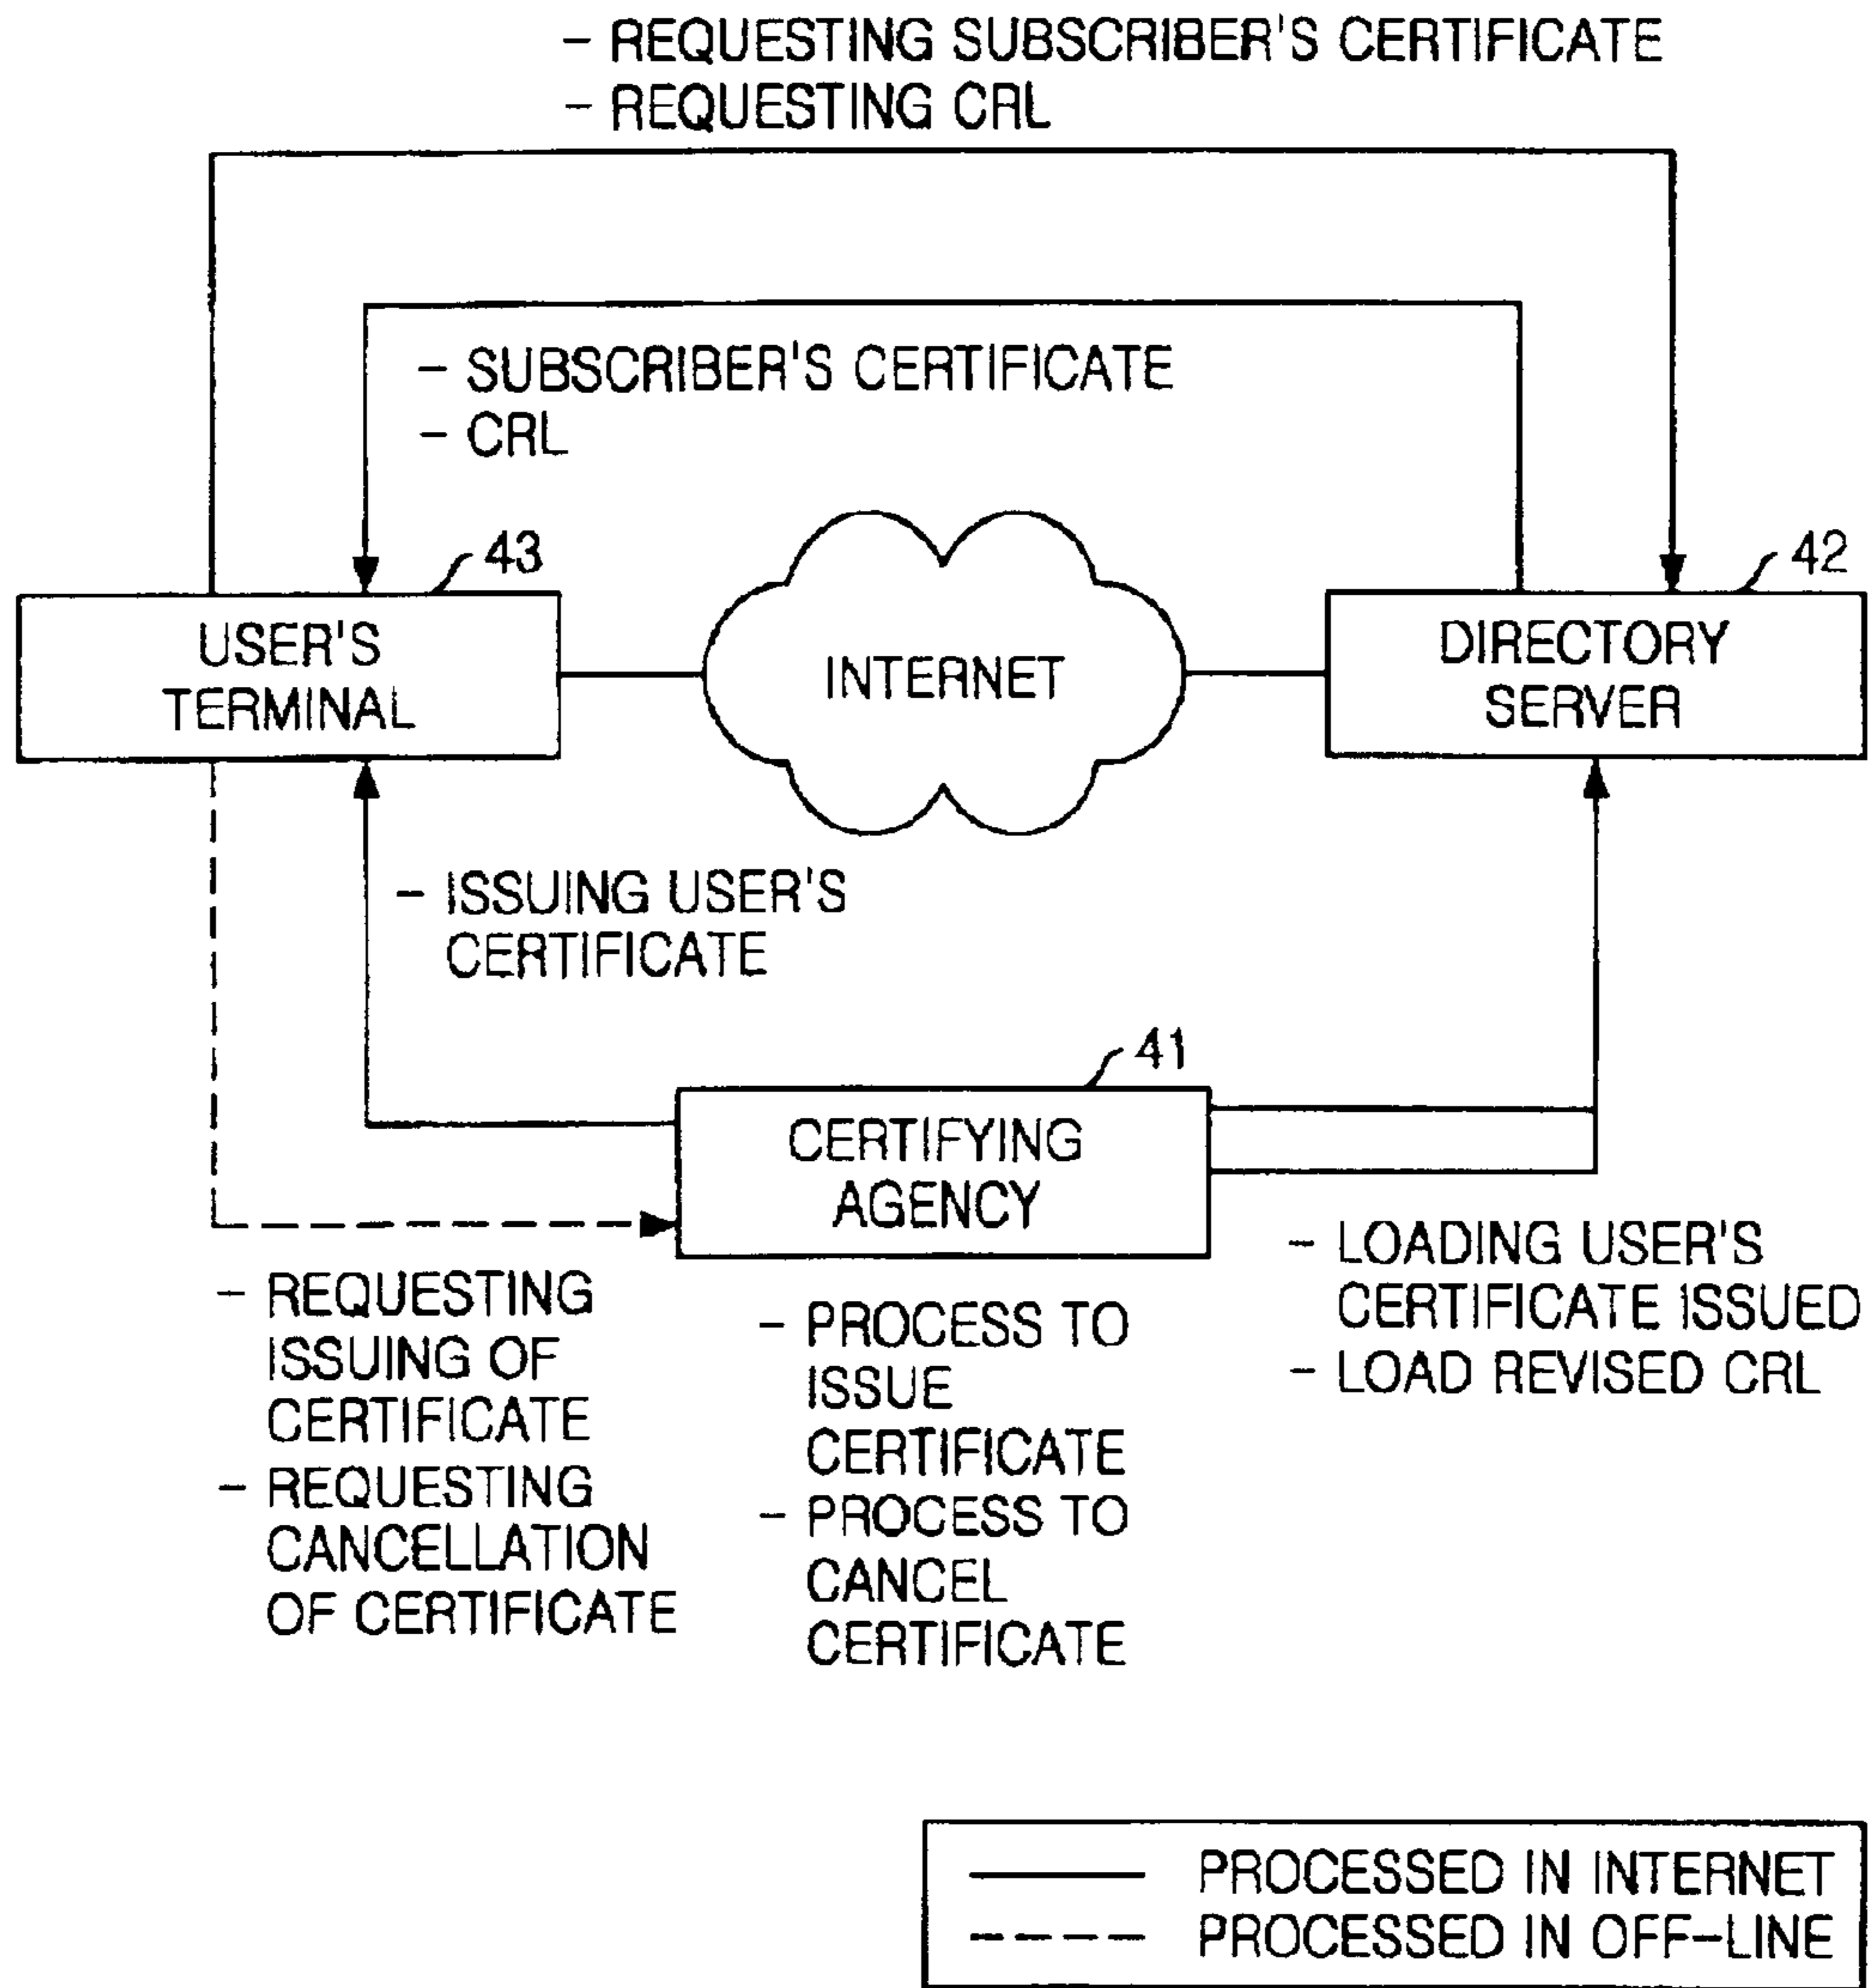 - REQUESTING SUBSCRIBER'S CERTIFICATE
- REQUESTING CRL
- SUBSCRIBER'S CERTIFICATE
- CRL
43
42
USER'S
TERMINAL
INTERNET
DIRECTORY
SERVER
- ISSUING USER'S
CERTIFICATE
41
CERTIFYING
AGENCY
- REQUESTING
ISSUING OF
CERTIFICATE
- REQUESTING
CANCELLATION
OF CERTIFICATE
- PROCESS TO
ISSUE
CERTIFICATE
- PROCESS TO
CANCEL
CERTIFICATE
- LOADING USER'S
CERTIFICATE ISSUED
- LOAD REVISED CRL
PROCESSED IN INTERNET
PROCESSED IN OFF-LINE